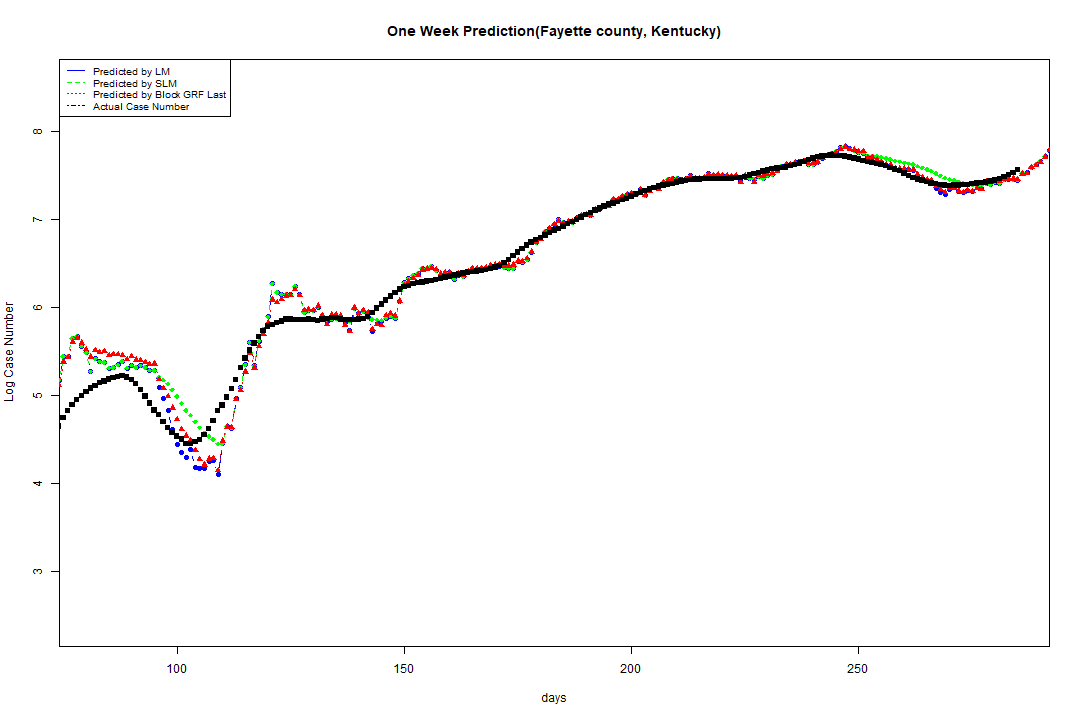 One Week Prediction(Fayette county, Kentucky)
Predicted by LM
Predicted by SLM
Predicted by Block GRF Last
Actual Case Number
8
7
6
5
4
3
Log Case Number
100 150 200 250
days